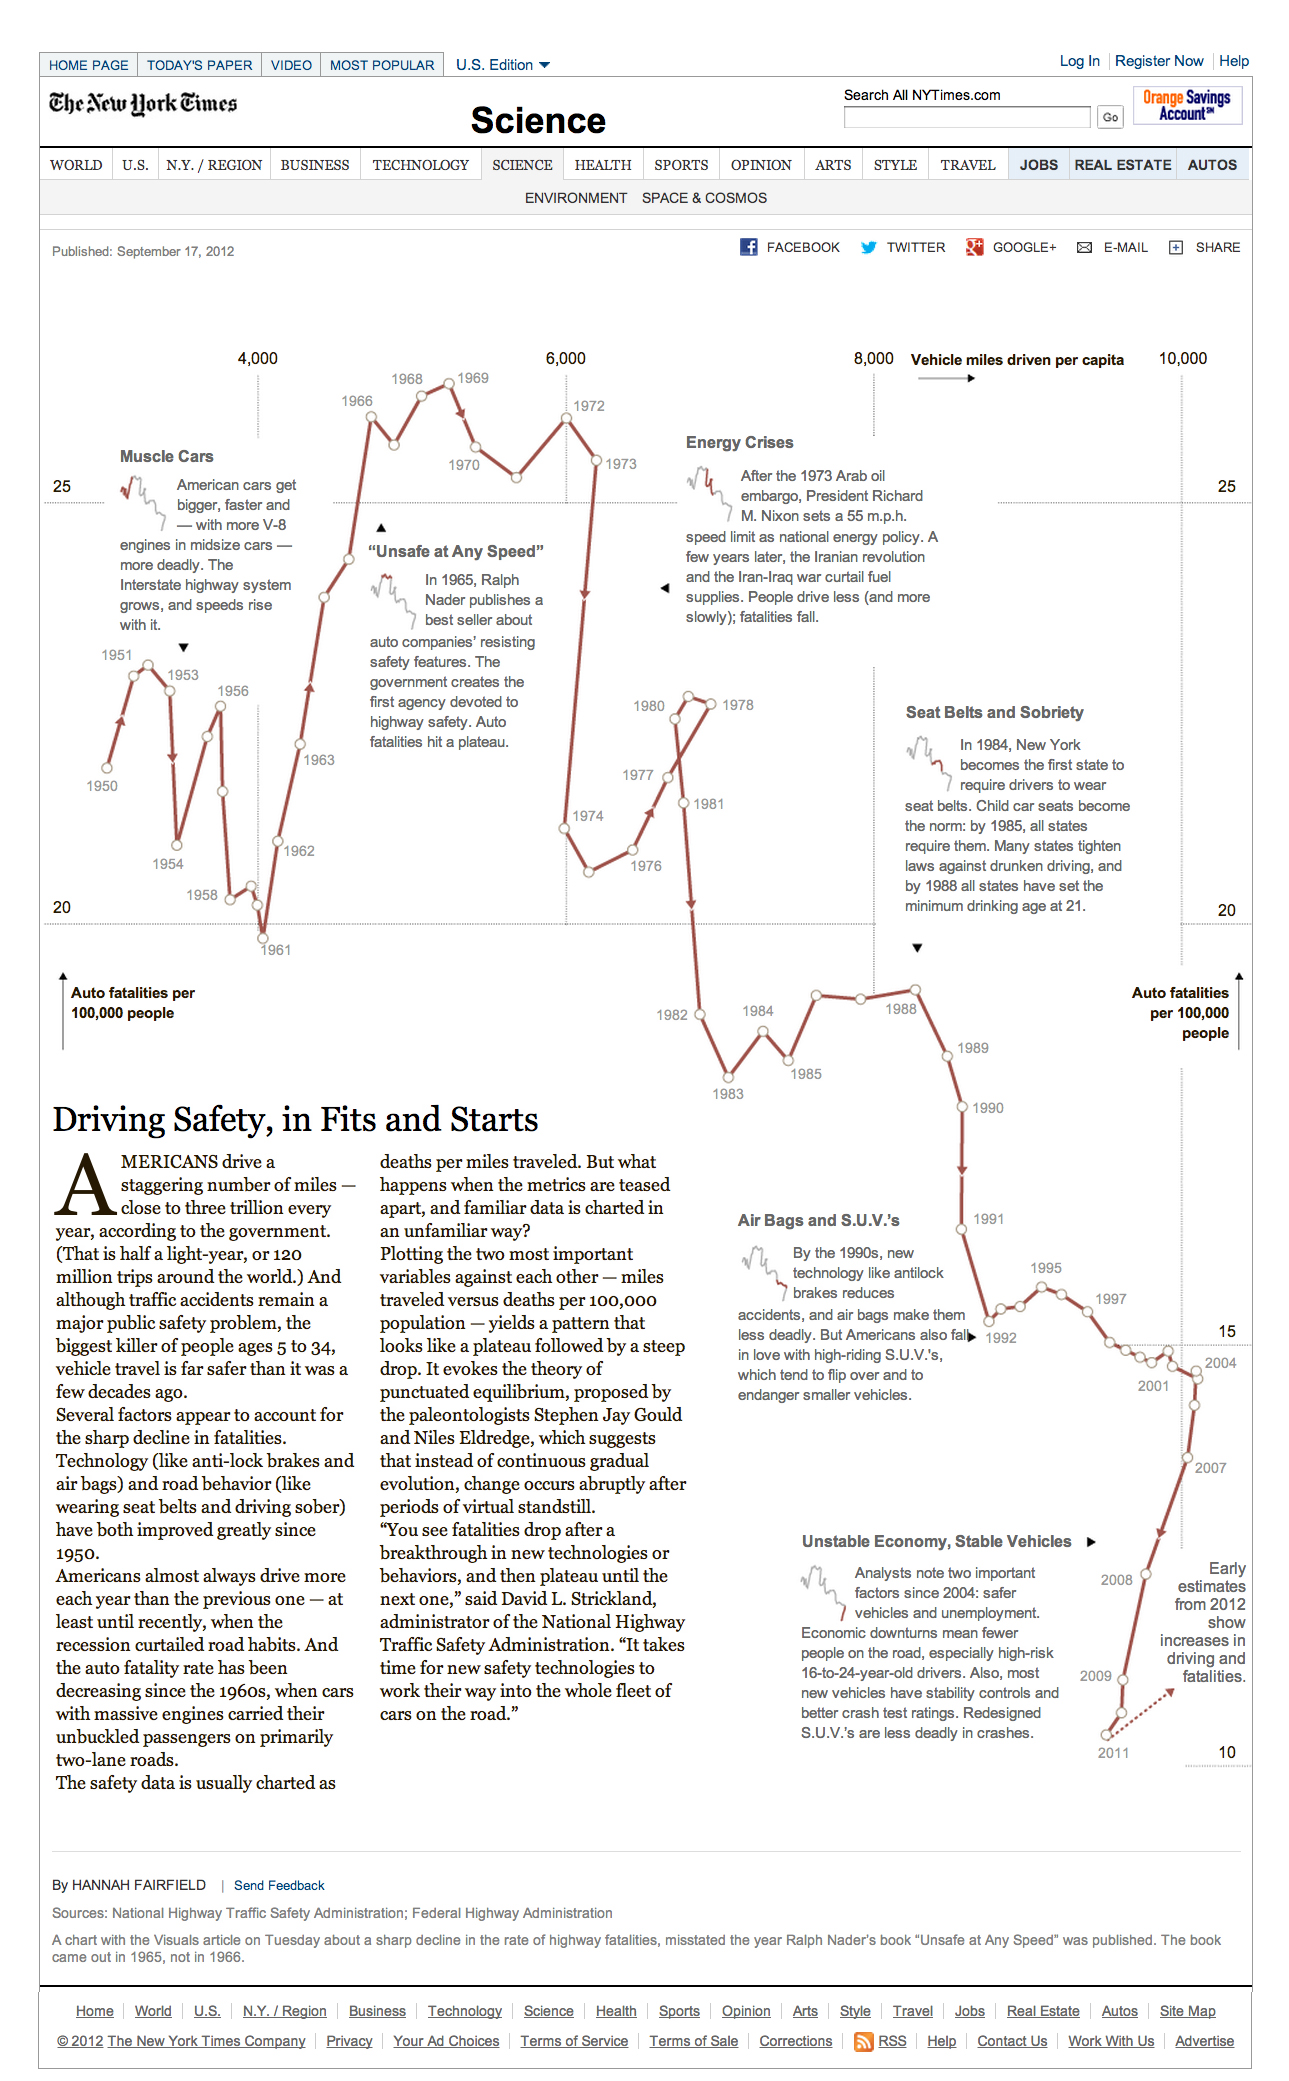 HOME PAGE TODAY'S PAPER VIDEO MOST POPULAR U.S. Edition
Log In Register Now Help
The New York Times
Science
Search All NYTimes.com
Go
Orange Savings
Account SM
WORLD U.S. N.Y. / REGION BUSINESS TECHNOLOGY SCIENCE HEALTH SPORTS OPINION ARTS STYLE TRAVEL JOBS REAL ESTATE AUTOS
ENVIRONMENT SPACE & COSMOS
Published: September 17, 2012
FACEBOOK TWITTER GOOGLE+ E-MAIL SHARE
4,000 6,000 8,000 Vehicle miles driven per capita 10,000
1968 1969
1966
1972
1970
1973
25
25
Muscle Cars
American cars get
bigger, faster and
— with more V-8
engines in midsize cars —
more deadly. The
Interstate highway system
grows, and speeds rise
with it.
“Unsafe at Any Speed”
In 1965, Ralph
Nader publishes a
best seller about
auto companies’ resisting
safety features. The
government creates the
first agency devoted to
highway safety. Auto
fatalities hit a plateau.
Energy Crises
After the 1973 Arab oil
embargo, President Richard
M. Nixon sets a 55 m.p.h.
speed limit as national energy policy. A
few years later, the Iranian revolution
and the Iran-Iraq war curtail fuel
supplies. People drive less (and more
slowly); fatalities fall.
1951
1953
1956
1950
1954
1958
1961
1962
1963
1980
1978
1977
1981
1974
1976
Seat Belts and Sobriety
In 1984, New York
becomes the first state to
require drivers to wear
seat belts. Child car seats become
the norm: by 1985, all states
require them. Many states tighten
laws against drunken driving, and
by 1988 all states have set the
minimum drinking age at 21.
20
20
Auto fatalities per
100,000 people
Auto fatalities
per 100,000
people
1982
1984
1988
1985
1983
1989
1990
1991
Driving Safety, in Fits and Starts
AMERICANS drive a
staggering number of miles —
close to three trillion every
year, according to the government.
(That is half a light-year, or 120
million trips around the world.) And
although traffic accidents remain a
major public safety problem, the
biggest killer of people ages 5 to 34,
vehicle travel is far safer than it was a
few decades ago.
Several factors appear to account for
the sharp decline in fatalities.
Technology (like anti-lock brakes and
air bags) and road behavior (like
wearing seat belts and driving sober)
have both improved greatly since
1950.
Americans almost always drive more
each year than the previous one — at
least until recently, when the
recession curtailed road habits. And
the auto fatality rate has been
decreasing since the 1960s, when cars
with massive engines carried their
unbuckled passengers on primarily
two-lane roads.
The safety data is usually charted as
deaths per miles traveled. But what
happens when the metrics are teased
apart, and familiar data is charted in
an unfamiliar way?
Plotting the two most important
variables against each other — miles
traveled versus deaths per 100,000
population — yields a pattern that
looks like a plateau followed by a steep
drop. It evokes the theory of
punctuated equilibrium, proposed by
the paleontologists Stephen Jay Gould
and Niles Eldredge, which suggests
that instead of continuous gradual
evolution, change occurs abruptly after
periods of virtual standstill.
“You see fatalities drop after a
breakthrough in new technologies or
behaviors, and then plateau until the
next one,” said David L. Strickland,
administrator of the National Highway
Traffic Safety Administration. “It takes
time for new safety technologies to
work their way into the whole fleet of
cars on the road.”
Air Bags and S.U.V.’s
By the 1990s, new
technology like antilock
brakes reduces
accidents, and air bags make them
less deadly. But Americans also fall
in love with high-riding S.U.V.’s,
which tend to flip over and to
endanger smaller vehicles.
1995
1997
1992
15
2004
2001
2007
Unstable Economy, Stable Vehicles
Analysts note two important
factors since 2004: safer
vehicles and unemployment.
Economic downturns mean fewer
people on the road, especially high-risk
16-to-24-year-old drivers. Also, most
new vehicles have stability controls and
better crash test ratings. Redesigned
S.U.V.’s are less deadly in crashes.
2008
2009
2011
Early
estimates
from 2012
show
increases in
driving and
fatalities.
10
By HANNAH FAIRFIELD | Send Feedback
Sources: National Highway Traffic Safety Administration; Federal Highway Administration
A chart with the Visuals article on Tuesday about a sharp decline in the rate of highway fatalities, misstated the year Ralph Nader’s book “Unsafe at Any Speed” was published. The book
came out in 1965, not in 1966.
Home World U.S. N.Y. / Region Business Technology Science Health Sports Opinion Arts Style Travel Jobs Real Estate Autos Site Map
© 2012 The New York Times Company Privacy Your Ad Choices Terms of Service Terms of Sale Corrections RSS Help Contact Us Work With Us Advertise